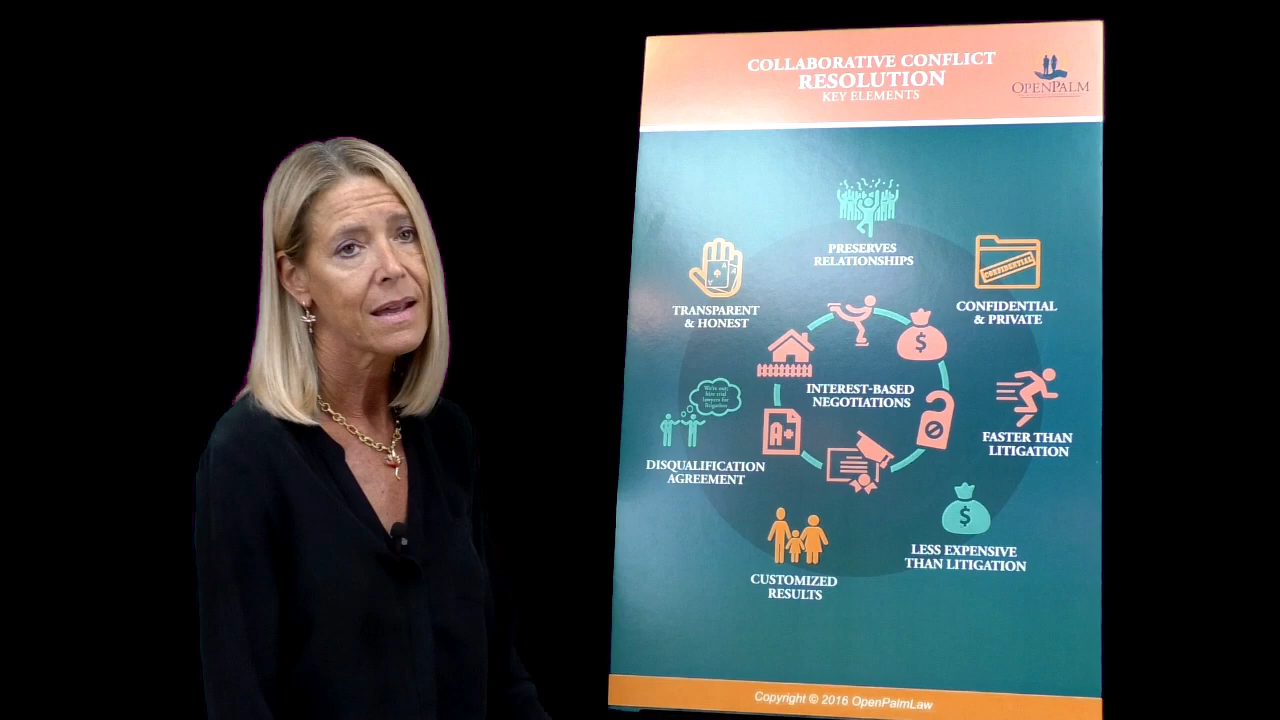 COLLABORATIVE CONFLICT
RESOLUTION
KEY ELEMENTS
OPENPALM
PRESERVES
RELATIONSHIPS
TRANSPARENT
& HONEST
CONFIDENTIAL
CONFIDENTIAL
& PRIVATE
$
INTEREST-BASED
NEGOTIATIONS
A+
DISQUALIFICATION
AGREEMENT
FASTER THAN
LITIGATION
$
LESS EXPENSIVE
THAN LITIGATION
CUSTOMIZED
RESULTS
Copyright © 2016 OpenPalmLaw